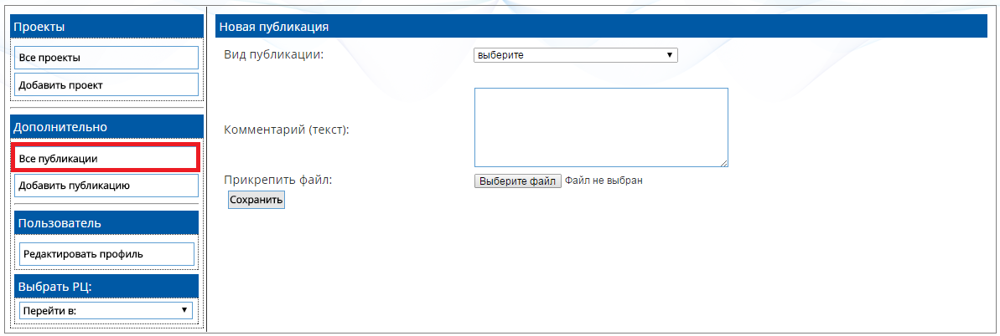 Проекты
Все проекты
Добавить проект
Дополнительно
Все публикации
Добавить публикацию
Пользователь
Редактировать профиль
Выбрать РЦ:
Перейти в:
Новая публикация
Вид публикации: выберите
Комментарий (текст):
Прикрепить файл: Выберите файл Файл не выбран
Сохранить